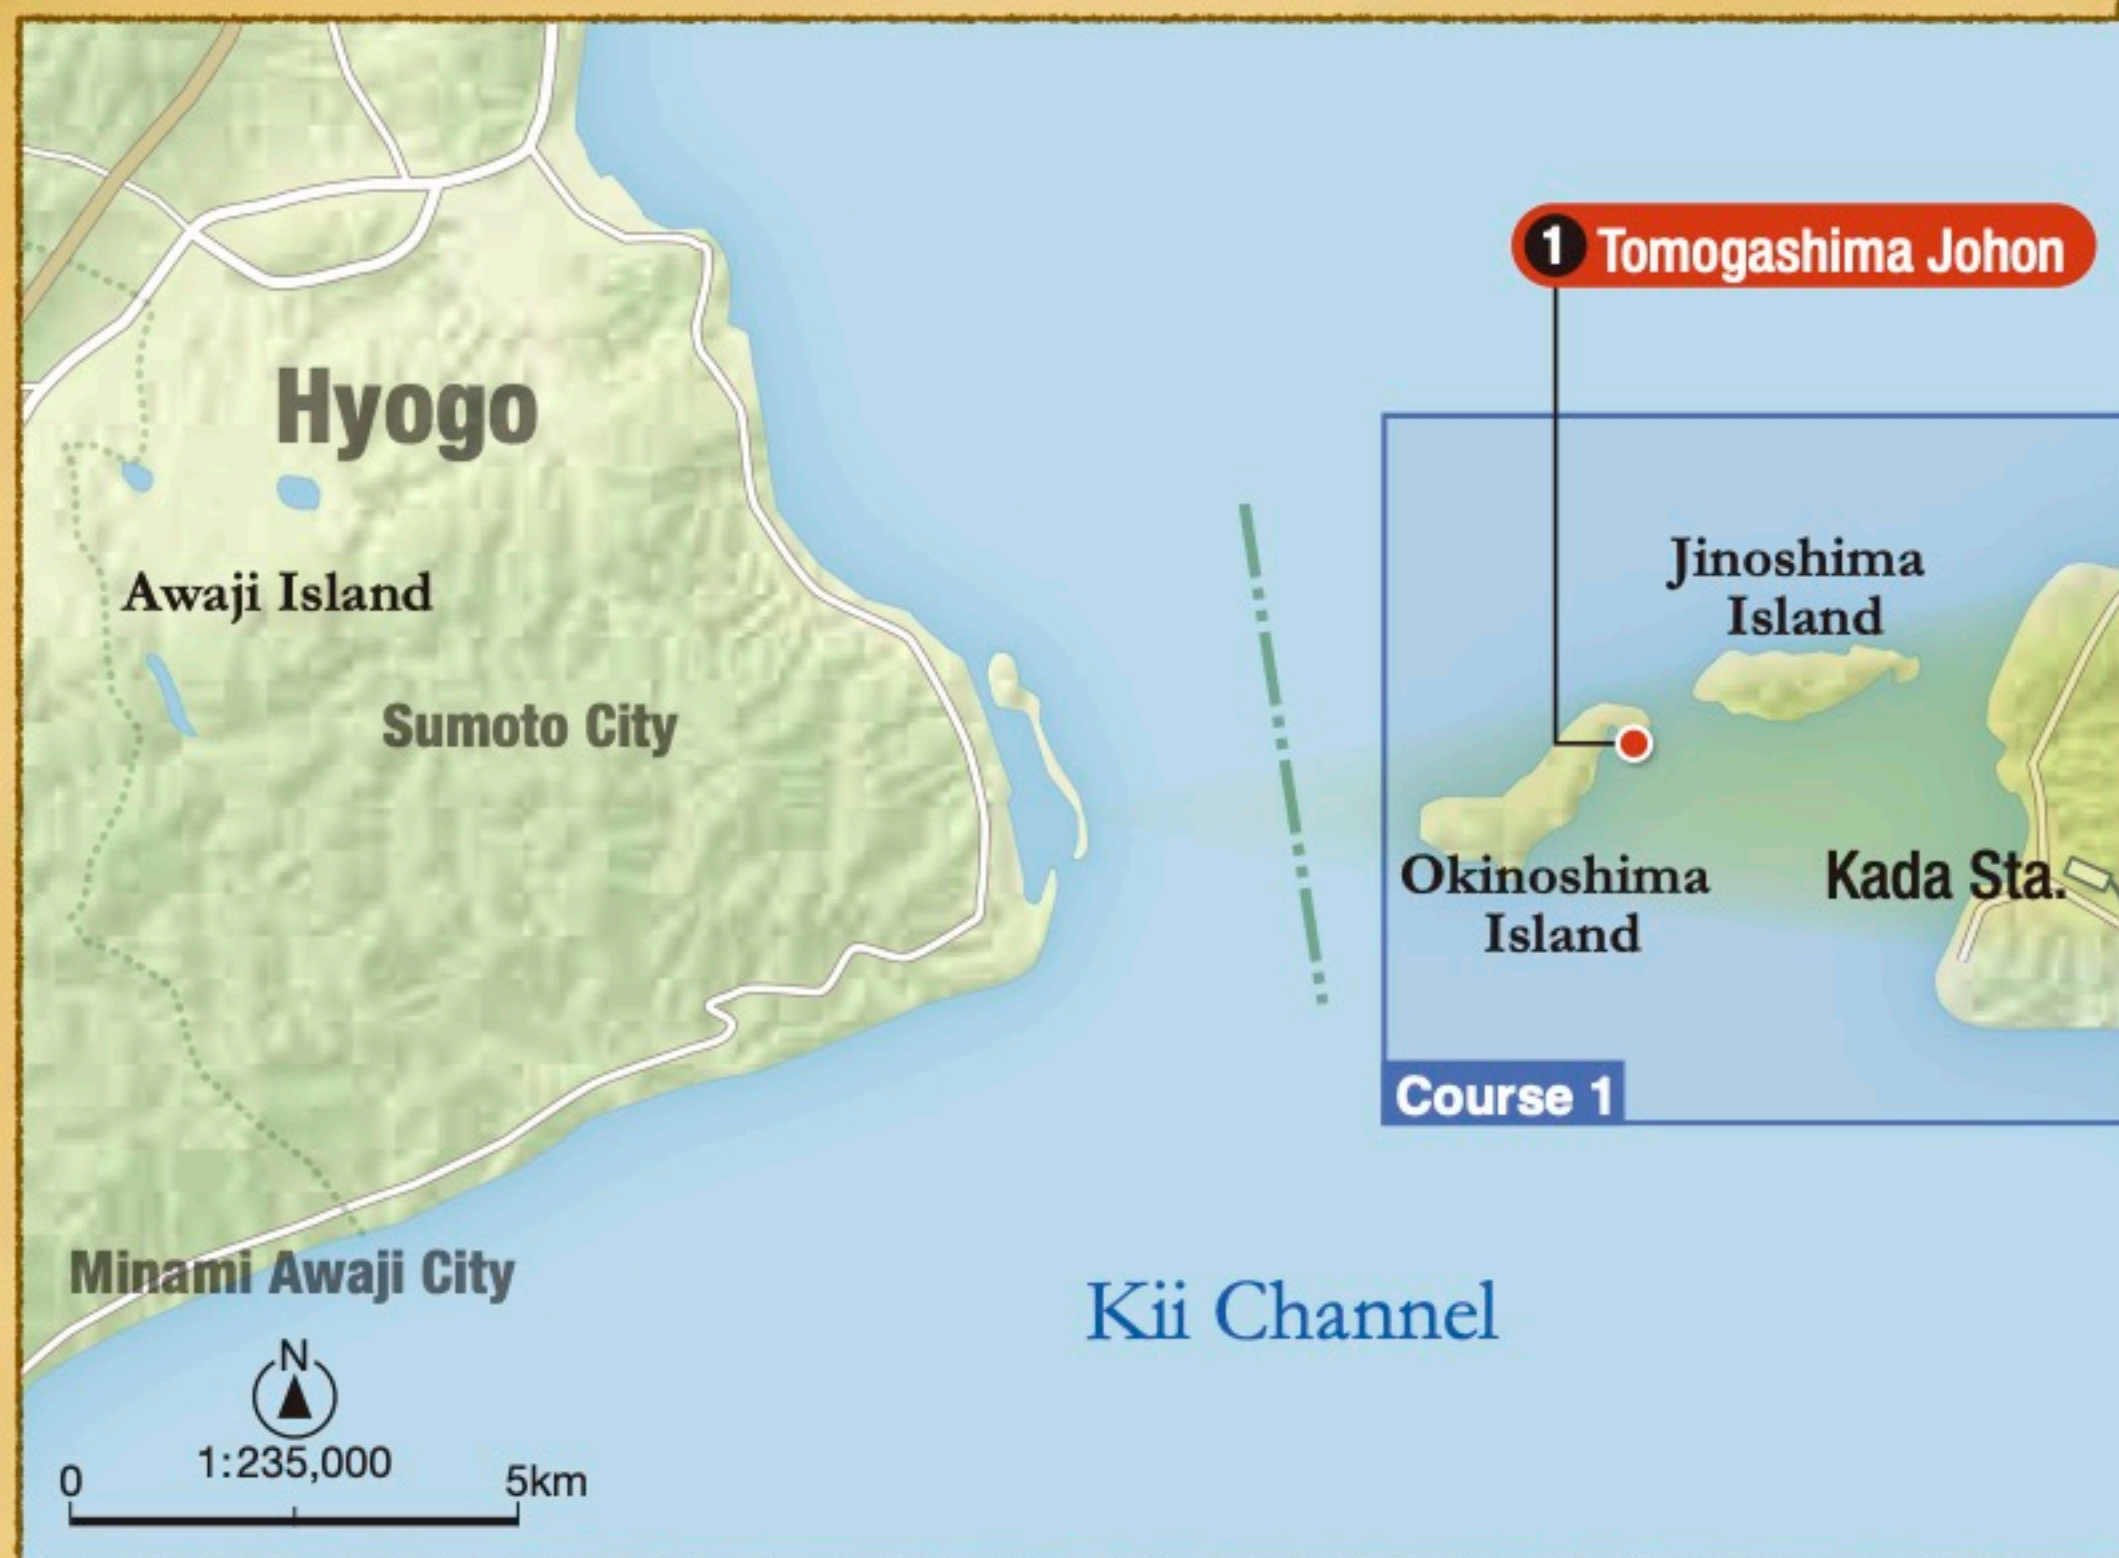 1 Tomogashima Johon
Hyogo
Jinoshima
Island
Awaji Island
Sumoto City
Okinoshima
Island
Kada Sta.
Course 1
Minami Awaji City
Kii Channel
N
1:235,000
0 5km